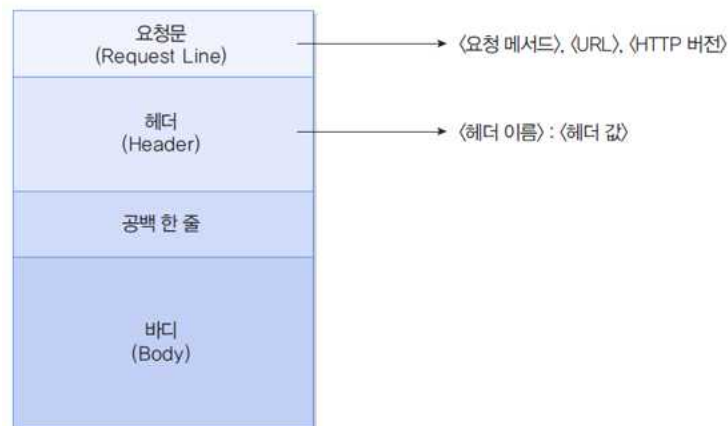 요청문
(Request Line)
〈요청 메서드〉, 〈URL〉, 〈HTTP 버전〉
헤더
(Header)
〈헤더 이름〉 : 〈헤더 값〉
공백 한 줄
바디
(Body)